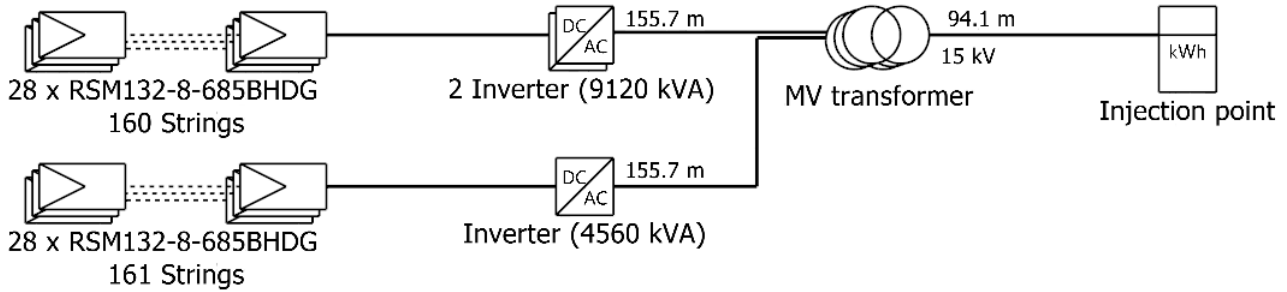 DC
AC
155.7 m
94.1 m
15 kV
kWh
28 x RSM132-8-685BHDG
160 Strings
2 Inverter (9120 kVA)
MV transformer
Injection point
DC
AC
155.7 m
28 x RSM132-8-685BHDG
161 Strings
Inverter (4560 kVA)